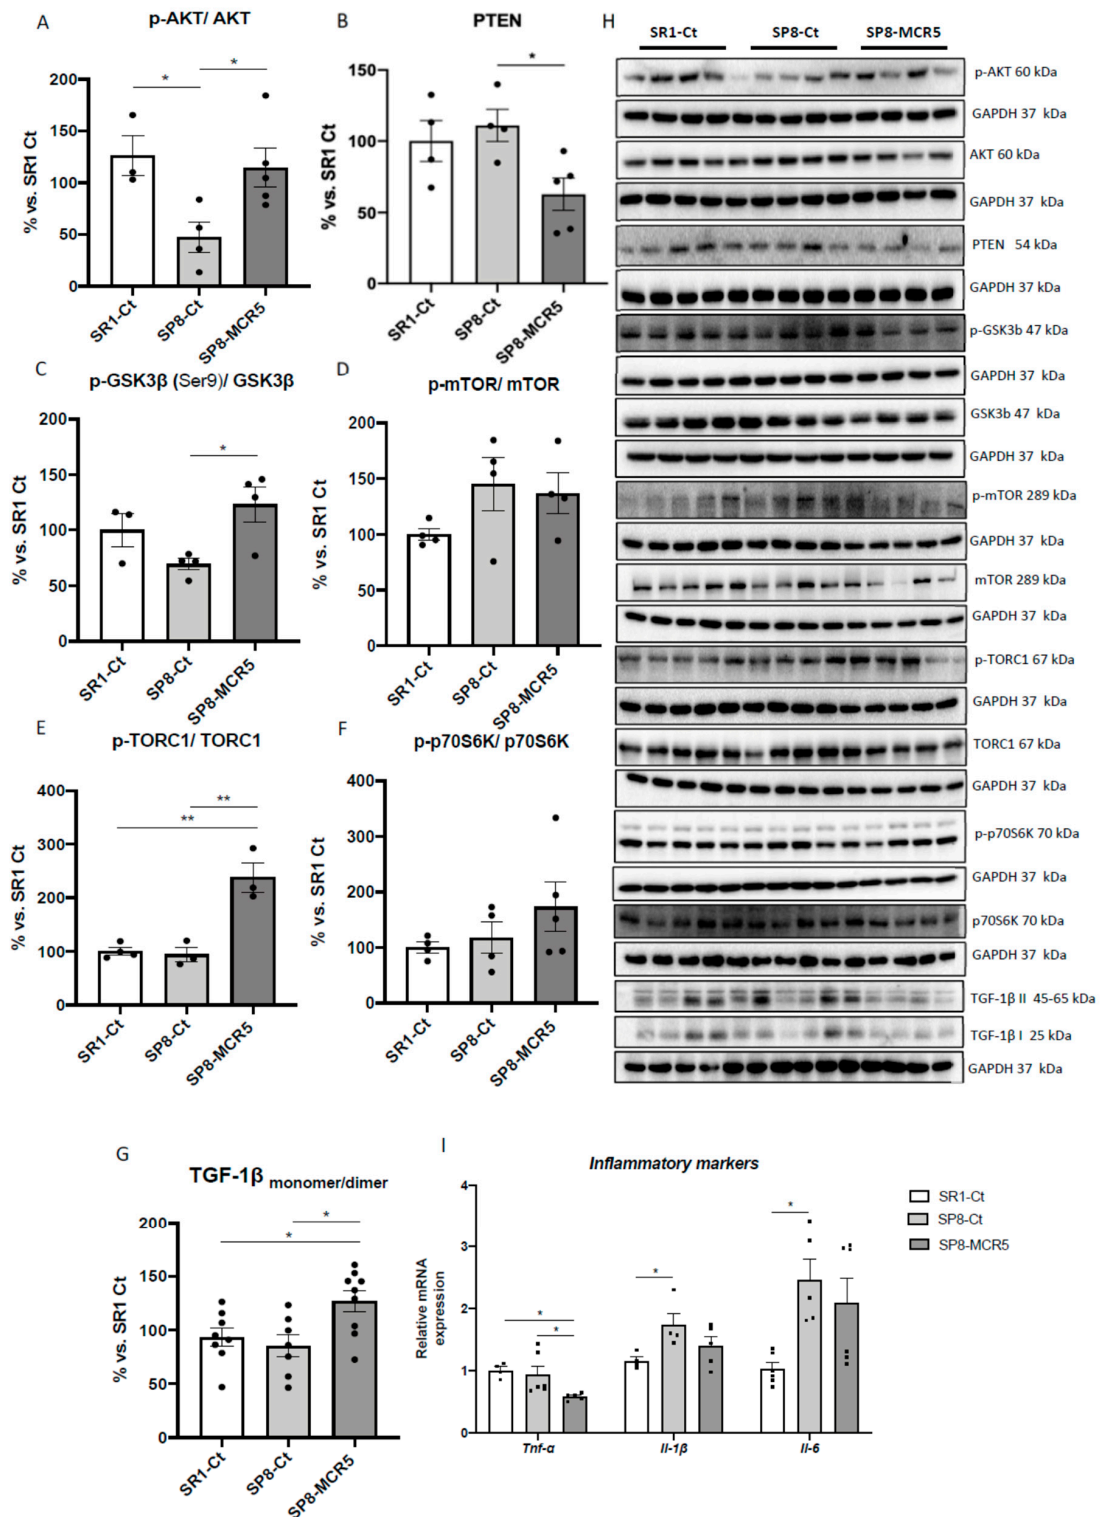 A
p-AKT/ AKT
% vs. SR1 Ct
200
150
100
50
0
*
*
SR1-Ct
SP8-Ct
SP8-MCR5
B
PTEN
% vs. SR1 Ct
150
100
50
0
*
SR1-Ct
SP8-Ct
SP8-MCR5
C
p-GSK3β (Ser9)/ GSK3β
% vs. SR1 Ct
200
150
100
50
0
*
SR1-Ct
SP8-Ct
SP8-MCR5
D
p-mTOR/ mTOR
% vs. SR1 Ct
200
150
100
50
0
SR1-Ct
SP8-Ct
SP8-MCR5
E
p-TORC1/ TORC1
% vs. SR1 Ct
400
300
200
100
0
**
**
SR1-Ct
SP8-Ct
SP8-MCR5
F
p-p70S6K/ p70S6K
% vs. SR1 Ct
400
300
200
100
0
SR1-Ct
SP8-Ct
SP8-MCR5
H
SR1-Ct
SP8-Ct
SP8-MCR5
p-AKT 60 kDa
GAPDH 37 kDa
AKT 60 kDa
GAPDH 37 kDa
PTEN 54 kDa
GAPDH 37 kDa
p-GSK3b 47 kDa
GAPDH 37 kDa
GSK3b 47 kDa
GAPDH 37 kDa
p-mTOR 289 kDa
GAPDH 37 kDa
mTOR 289 kDa
GAPDH 37 kDa
p-TORC1 67 kDa
GAPDH 37 kDa
TORC1 67 kDa
GAPDH 37 kDa
p-p70S6K 70 kDa
GAPDH 37 kDa
p70S6K 70 kDa
GAPDH 37 kDa
TGF-1β II 45-65 kDa
TGF-1β I 25 kDa
GAPDH 37 kDa
G
TGF-1β monomer/dimer
% vs. SR1 Ct
200
150
100
50
0
*
*
SR1-Ct
SP8-Ct
SP8-MCR5
I
Inflammatory markers
Relative mRNA
expression
4
3
2
1
0
*
*
*
*
Tnf-α
Il-1β
Il-6
SR1-Ct
SP8-Ct
SP8-MCR5